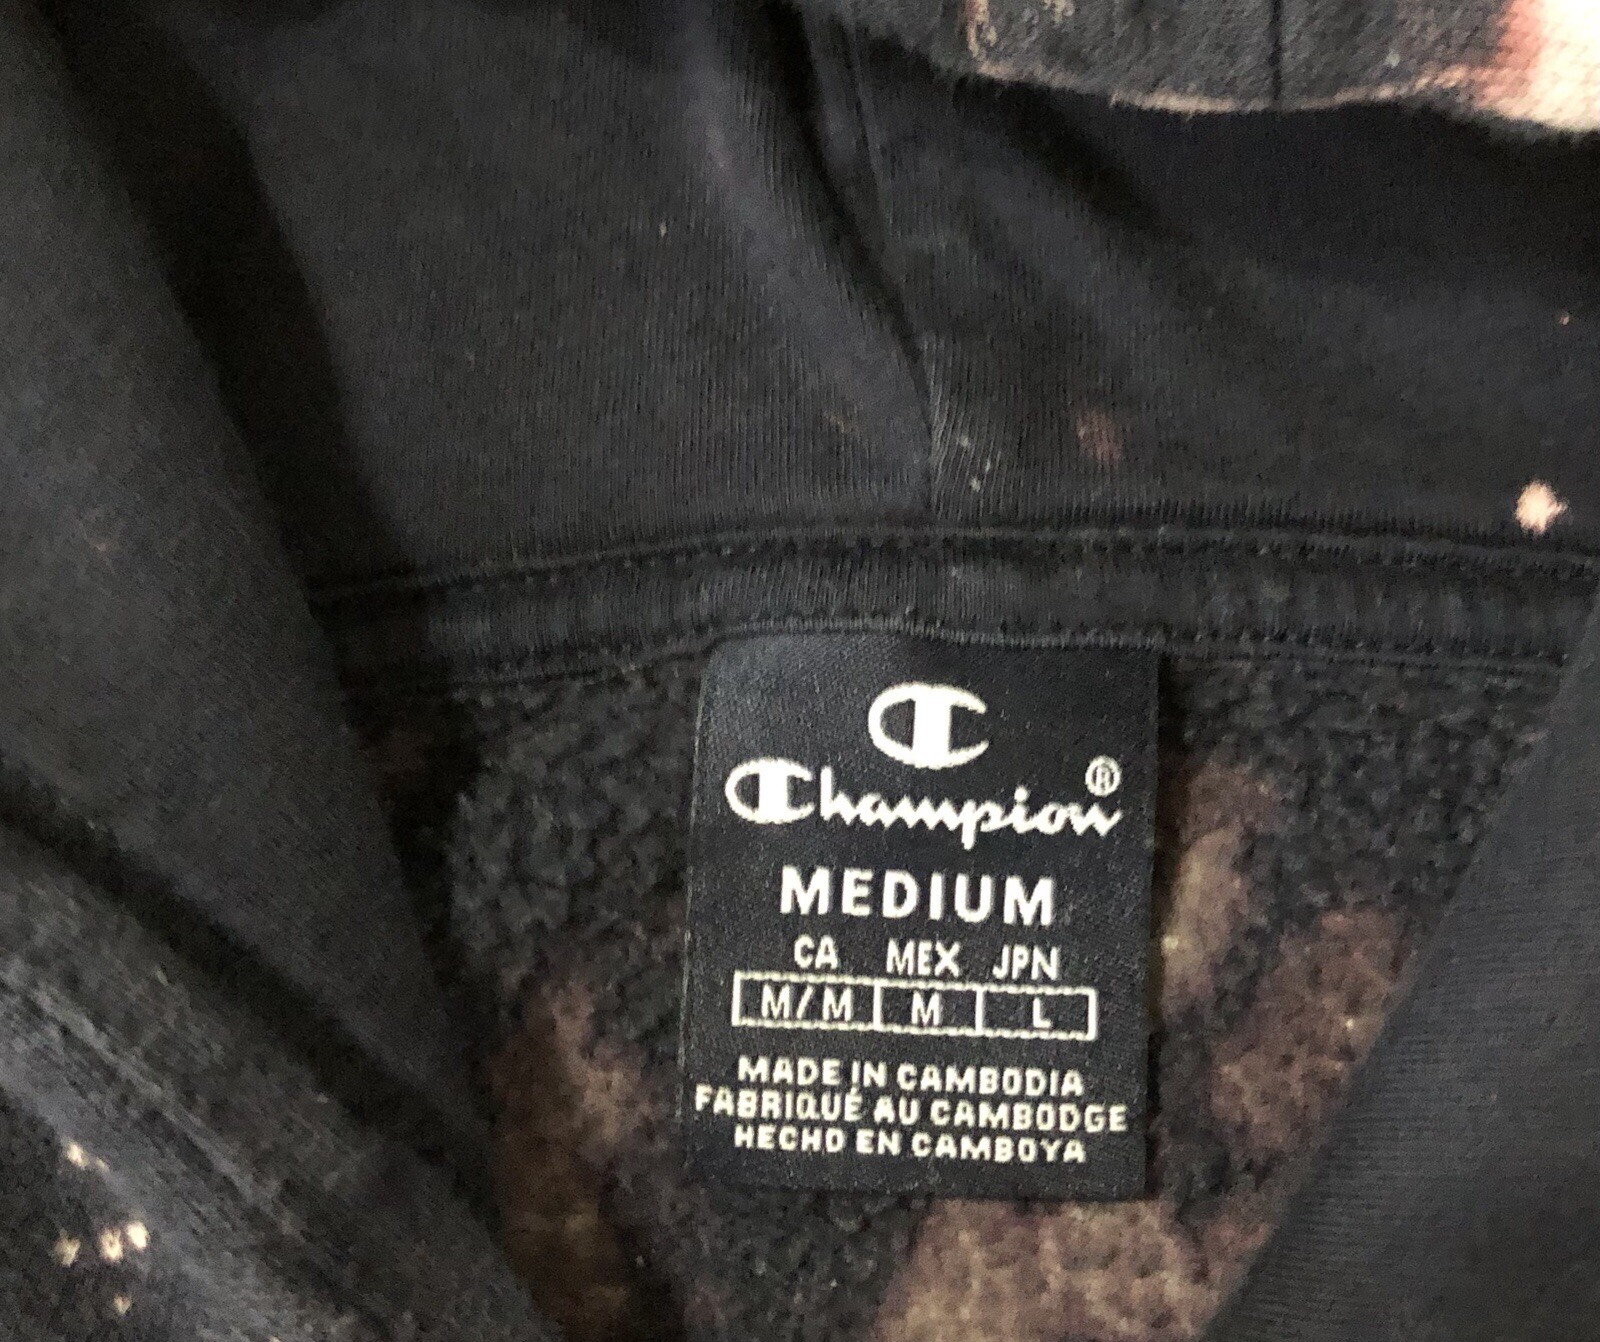 C
Champion®
MEDIUM
CA MEX JPN
M/M M L
MADE IN CAMBODIA
FABRIQUÉ AU CAMBODGE
HECHO EN CAMBOYA